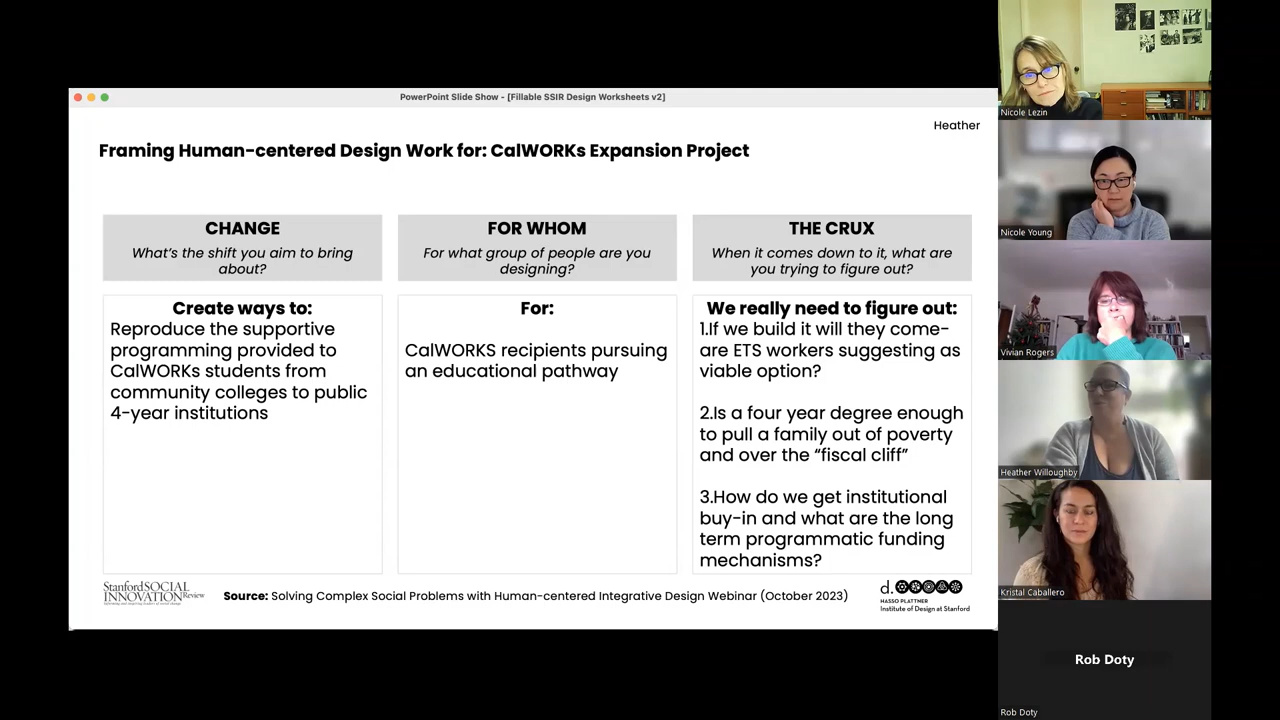 PowerPoint Slide Show - [Fillable SSIR Design Worksheets v2]
Heather
Framing Human-centered Design Work for: CalWORKs Expansion Project
CHANGE
What's the shift you aim to bring
about?
FOR WHOM
For what group of people are you
designing?
THE CRUX
When it comes down to it, what are
you trying to figure out?
Create ways to:
Reproduce the supportive
programming provided to
CalWORKs students from
community colleges to public
4-year institutions
For:
CalWORKS recipients pursuing
an educational pathway
We really need to figure out:
1.If we build it will they come-
are ETS workers suggesting as
viable option?
2.Is a four year degree enough
to pull a family out of poverty
and over the “fiscal cliff”
3.How do we get institutional
buy-in and what are the long
term programmatic funding
mechanisms?
Stanford SOCIAL
INNOVATION Review
Informing and inspiring leaders of social change
Source: Solving Complex Social Problems with Human-centered Integrative Design Webinar (October 2023)
d.
HASSO PLATTNER
Institute of Design at Stanford
Nicole Lezin
Nicole Young
Vivian Rogers
Heather Willoughby
Kristal Caballero
Rob Doty
Rob Doty